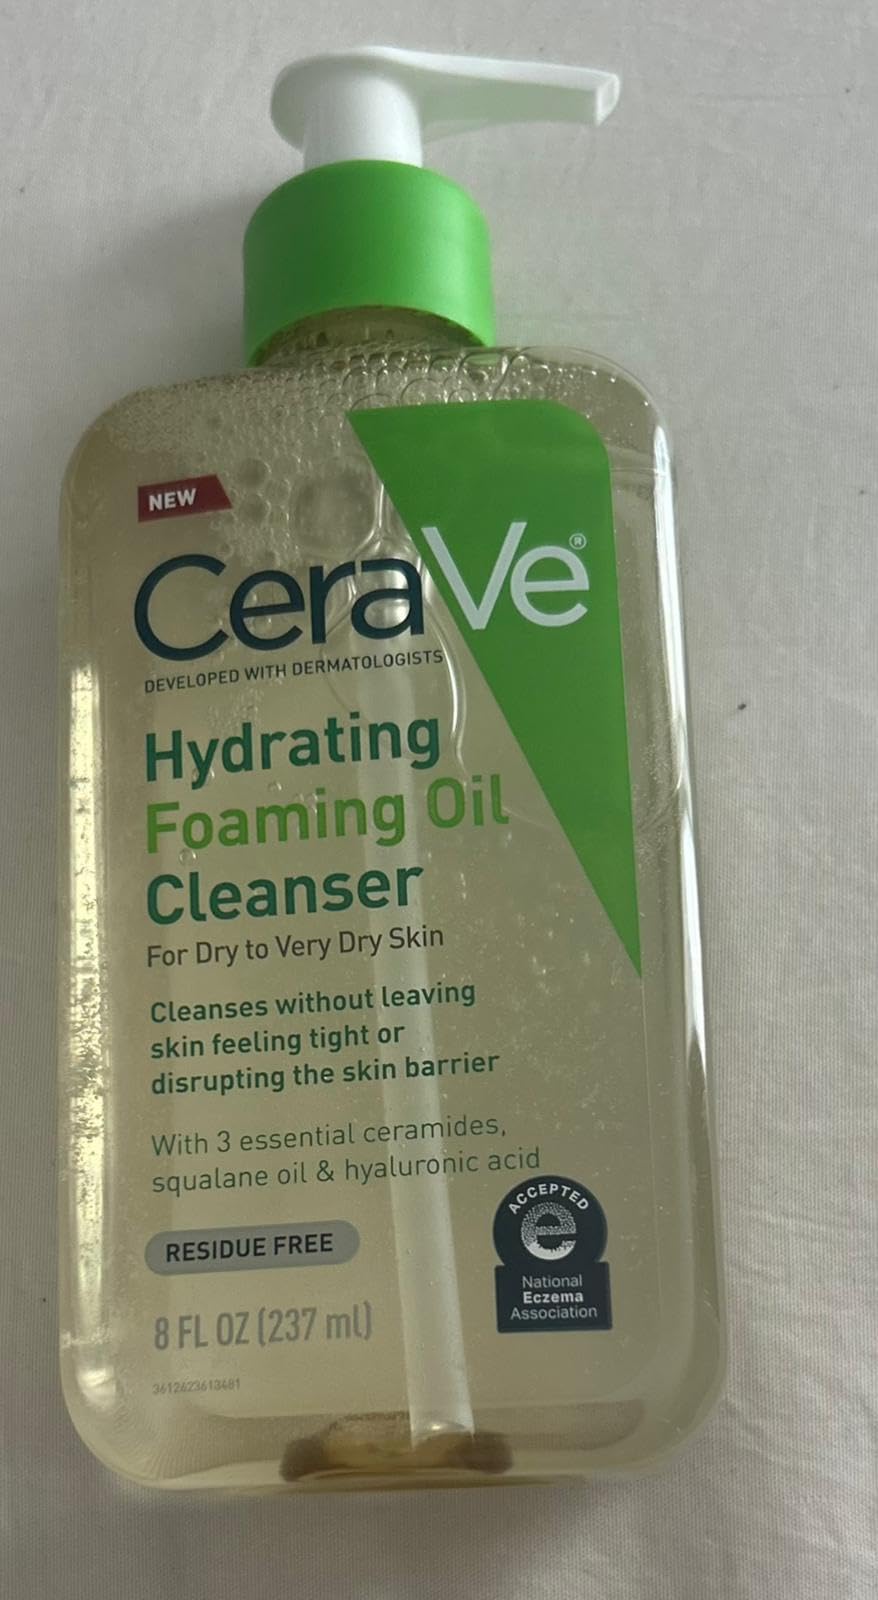 NEW
CeraVe®
DEVELOPED WITH DERMATOLOGISTS
Hydrating
Foaming Oil
Cleanser
For Dry to Very Dry Skin
Cleanses without leaving
skin feeling tight or
disrupting the skin barrier
With 3 essential ceramides,
squalane oil & hyaluronic acid
RESIDUE FREE
ACCEPTED
e
National
Eczema
Association
8 FL OZ (237 ml)